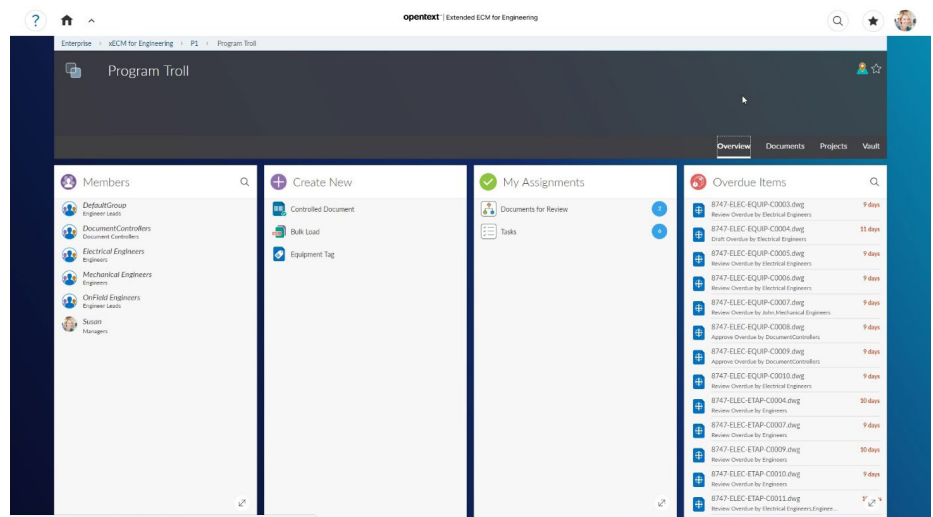 ?
opentext™ | Extended ECM for Engineering
Enterprise > xECM for Engineering > P1 > Program Troll
Program Troll
Overview Documents Projects Vault
Members
DefaultGroup
Engineer Leads
DocumentControllers
Document Controllers
Electrical Engineers
Engineers
Mechanical Engineers
Engineers
OnField Engineers
Engineer Leads
Susan
Managers
Create New
Controlled Document
Bulk Load
Equipment Tag
My Assignments
Documents for Review 2
Tasks 4
Overdue Items
8747-ELEC-EQUIP-C0003.dwg 9 days
Review Overdue by Electrical Engineers
8747-ELEC-EQUIP-C0004.dwg 11 days
Draft Overdue by Electrical Engineers
8747-ELEC-EQUIP-C0005.dwg 9 days
Review Overdue by Electrical Engineers
8747-ELEC-EQUIP-C0006.dwg 9 days
Review Overdue by Electrical Engineers
8747-ELEC-EQUIP-C0007.dwg 9 days
Review Overdue by John,Mechanical Engineers
8747-ELEC-EQUIP-C0008.dwg 9 days
Approve Overdue by DocumentControllers
8747-ELEC-EQUIP-C0009.dwg 9 days
Approve Overdue by DocumentControllers
8747-ELEC-EQUIP-C0010.dwg 9 days
Review Overdue by Electrical Engineers
8747-ELEC-ETAP-C0004.dwg 10 days
Review Overdue by Engineers
8747-ELEC-ETAP-C0007.dwg 9 days
Review Overdue by Engineers
8747-ELEC-ETAP-C0009.dwg 10 days
Review Overdue by Engineers
8747-ELEC-ETAP-C0010.dwg 9 days
Review Overdue by Engineers
8747-ELEC-ETAP-C0011.dwg
Review Overdue by Electrical Engineers,Enginee...